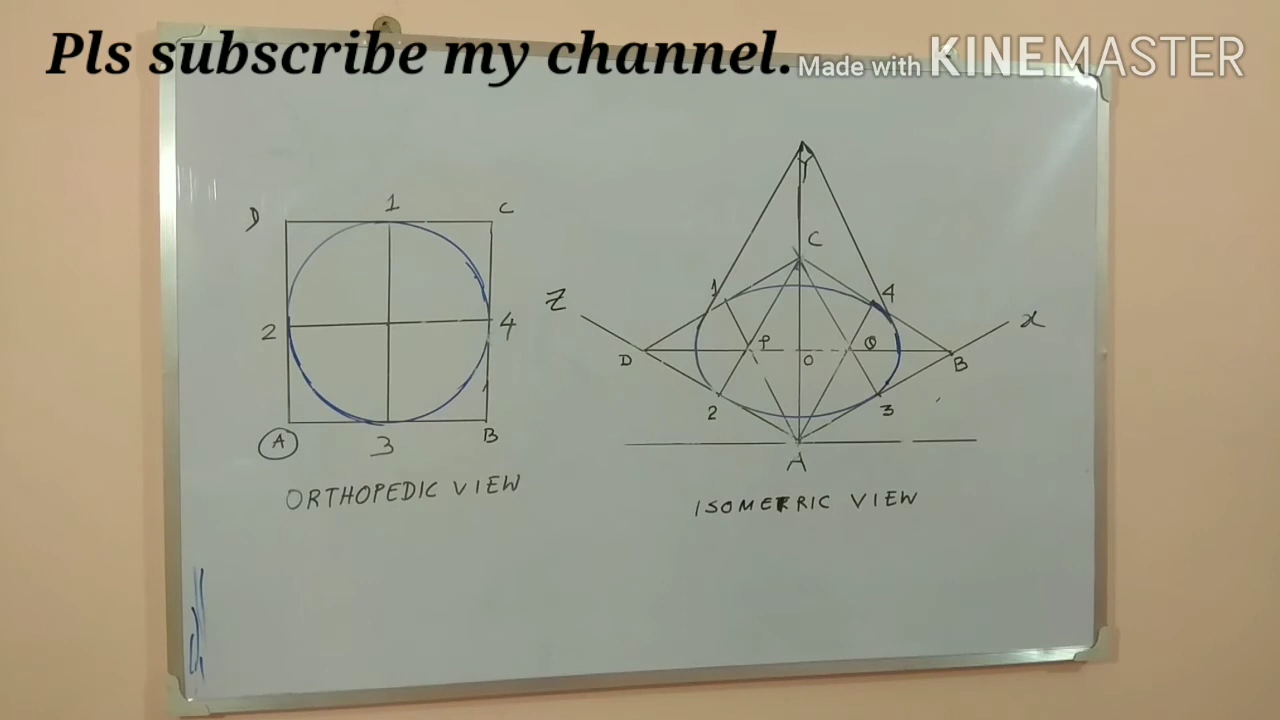 Pls subscribe my channel.
Made with KINEMASTER
D 1 C
2 4
A 3 B
ORTHOPEDIC VIEW
Y
C
Z 1 4 x
D P O Q B
2 3
A
ISOMETRIC VIEW